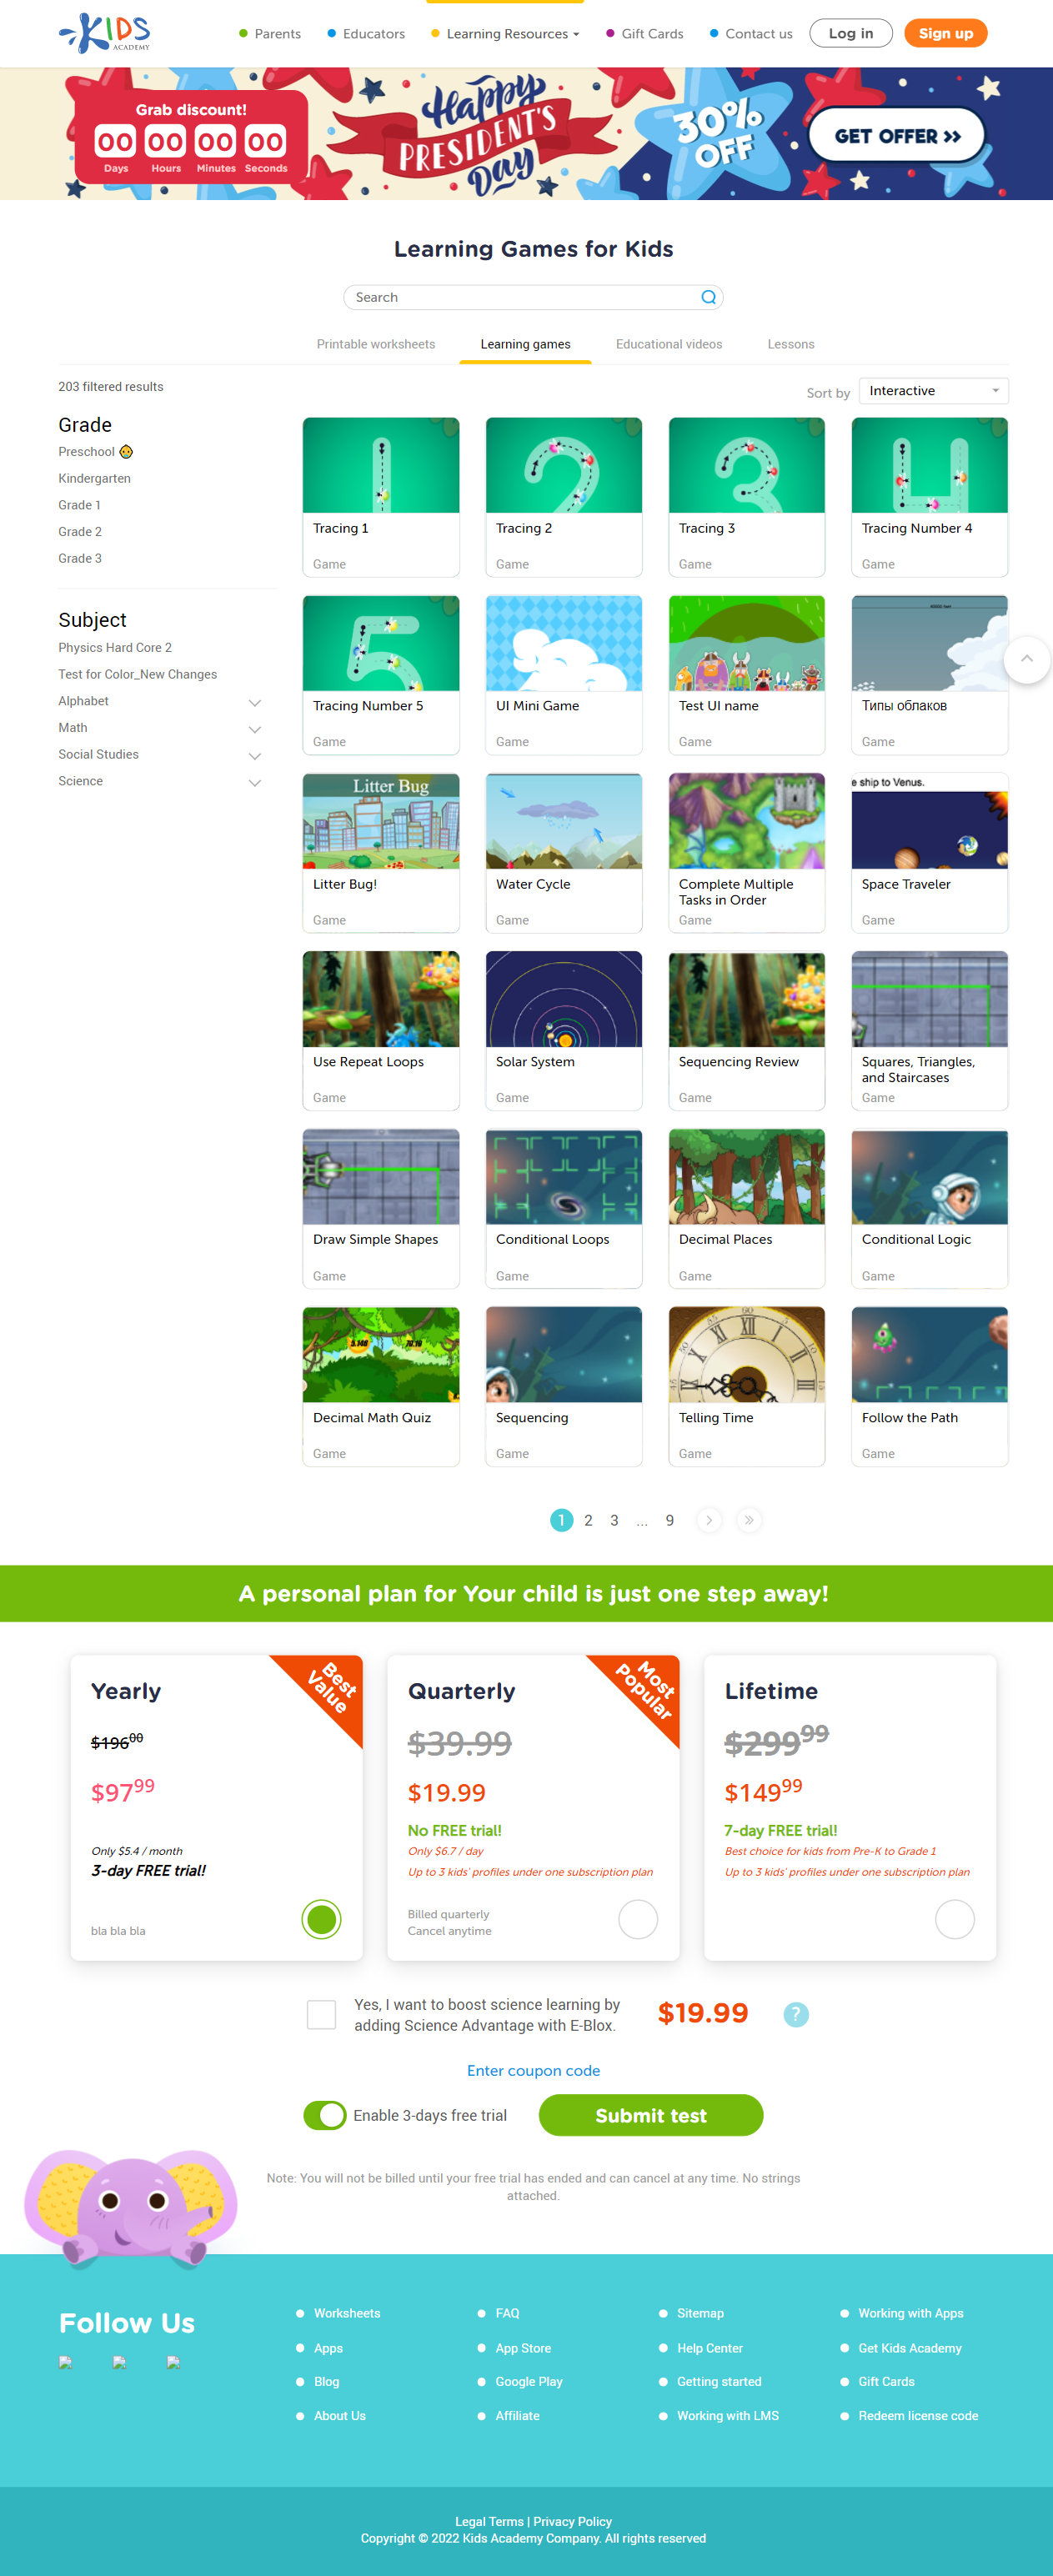 KIDS
ACADEMY
Parents
Educators
Learning Resources
Gift Cards
Contact us
Log in
Sign up
Grab discount!
00 00 00 00
Days Hours Minutes Seconds
Happy
PRESIDENT'S
Day
30%
OFF
GET OFFER >>
Learning Games for Kids
Search
Printable worksheets
Learning games
Educational videos
Lessons
203 filtered results
Sort by Interactive
Grade
Preschool
Kindergarten
Grade 1
Grade 2
Grade 3
Subject
Physics Hard Core 2
Test for Color_New Changes
Alphabet
Math
Social Studies
Science
Tracing 1
Game
Tracing 2
Game
Tracing 3
Game
Tracing Number 4
Game
Tracing Number 5
Game
UI Mini Game
Game
Test UI name
Game
Типы облаков
Game
Litter Bug
Litter Bug!
Game
Water Cycle
Game
Complete Multiple
Tasks in Order
Game
e ship to Venus.
Space Traveler
Game
Use Repeat Loops
Game
Solar System
Game
Sequencing Review
Game
Squares, Triangles,
and Staircases
Game
Draw Simple Shapes
Game
Conditional Loops
Game
Decimal Places
Game
Conditional Logic
Game
Decimal Math Quiz
Game
Sequencing
Game
Telling Time
Game
Follow the Path
Game
1 2 3 ... 9
A personal plan for Your child is just one step away!
Best
Value
Yearly
$196 00
$97 99
Only $5.4 / month
3-day FREE trial!
bla bla bla
Most
Popular
Quarterly
$39.99
$19.99
No FREE trial!
Only $6.7 / day
Up to 3 kids' profiles under one subscription plan
Billed quarterly
Cancel anytime
Lifetime
$299 99
$149 99
7-day FREE trial!
Best choice for kids from Pre-K to Grade 1
Up to 3 kids' profiles under one subscription plan
Yes, I want to boost science learning by
adding Science Advantage with E-Blox.
$19.99
?
Enter coupon code
Enable 3-days free trial
Submit test
Note: You will not be billed until your free trial has ended and can cancel at any time. No strings
attached.
Follow Us
Worksheets
Apps
Blog
About Us
FAQ
App Store
Google Play
Affiliate
Sitemap
Help Center
Getting started
Working with LMS
Working with Apps
Get Kids Academy
Gift Cards
Redeem license code
Legal Terms | Privacy Policy
Copyright © 2022 Kids Academy Company. All rights reserved